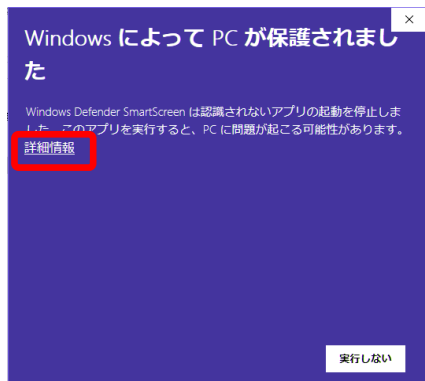 Windows によって PC が保護されまし
た
Windows Defender SmartScreen は認識されないアプリの起動を停止しま
した。このアプリを実行すると、PC に問題が起こる可能性があります。
詳細情報
実行しない